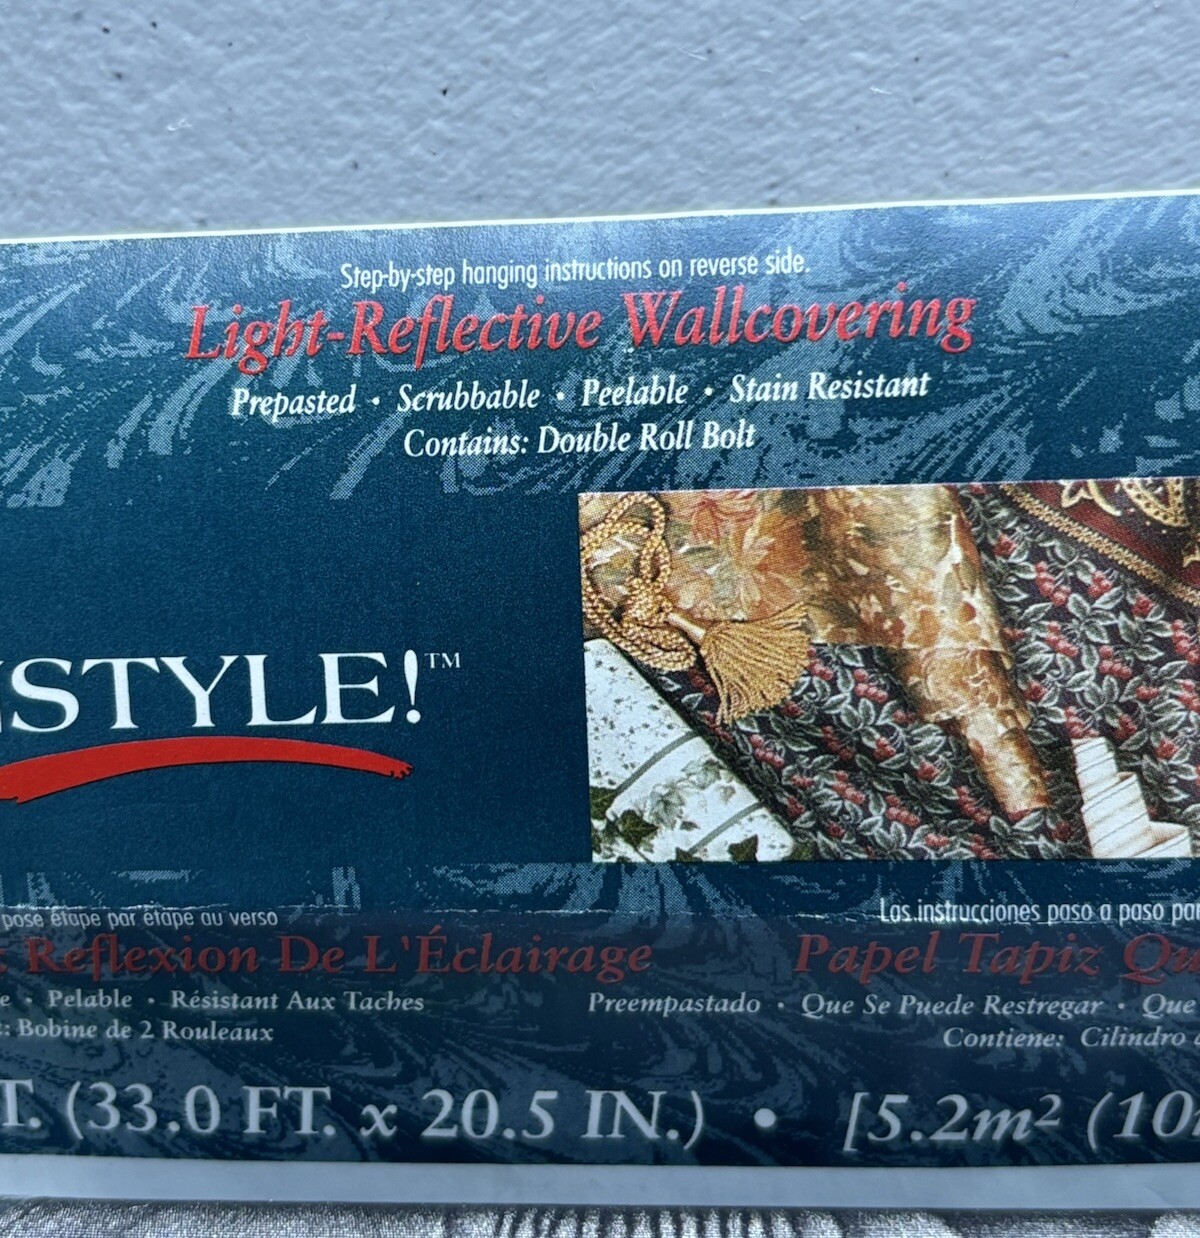 Step-by-step hanging instructions on reverse side.
Light-Reflective Wallcovering
Prepasted · Scrubbable · Peelable · Stain Resistant
Contains: Double Roll Bolt
STYLE!™
pose étape par étape au verso
Reflexion De L'Éclairage
e · Pelable · Résistant Aux Taches
: Bobine de 2 Rouleaux
Las instrucciones paso a paso
Papel Tapiz Qu
Preempastado · Que Se Puede Restregar · Que
Contiene: Cilindro
T. (33.0 FT. x 20.5 IN.) • [5.2m² (10